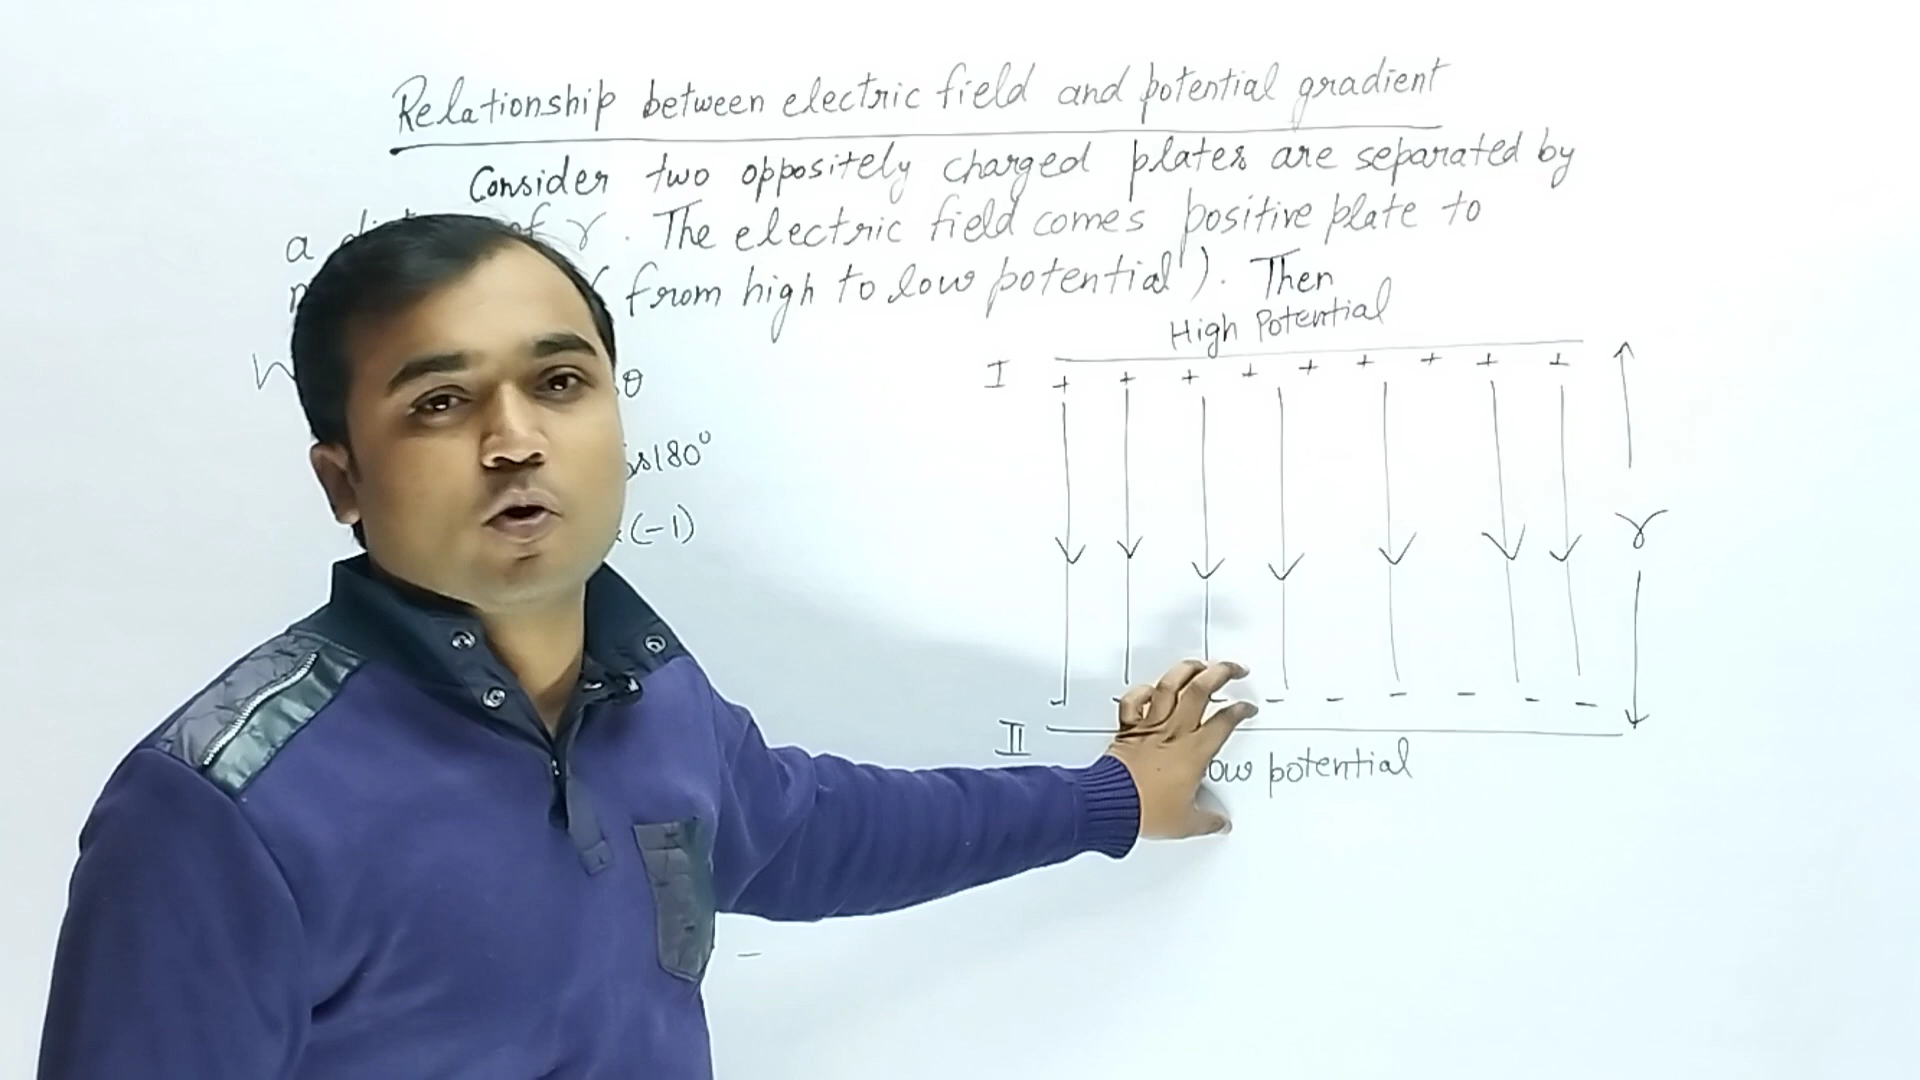 Relationship between electric field and potential gradient
Consider two oppositely charged plates are separated by
a of r. The electric field comes positive plate to
(from high to low potential). Then
High Potential
I + + + + + + + + +
θ
180°
(-1)
r
- - - - - - - -
II
potential